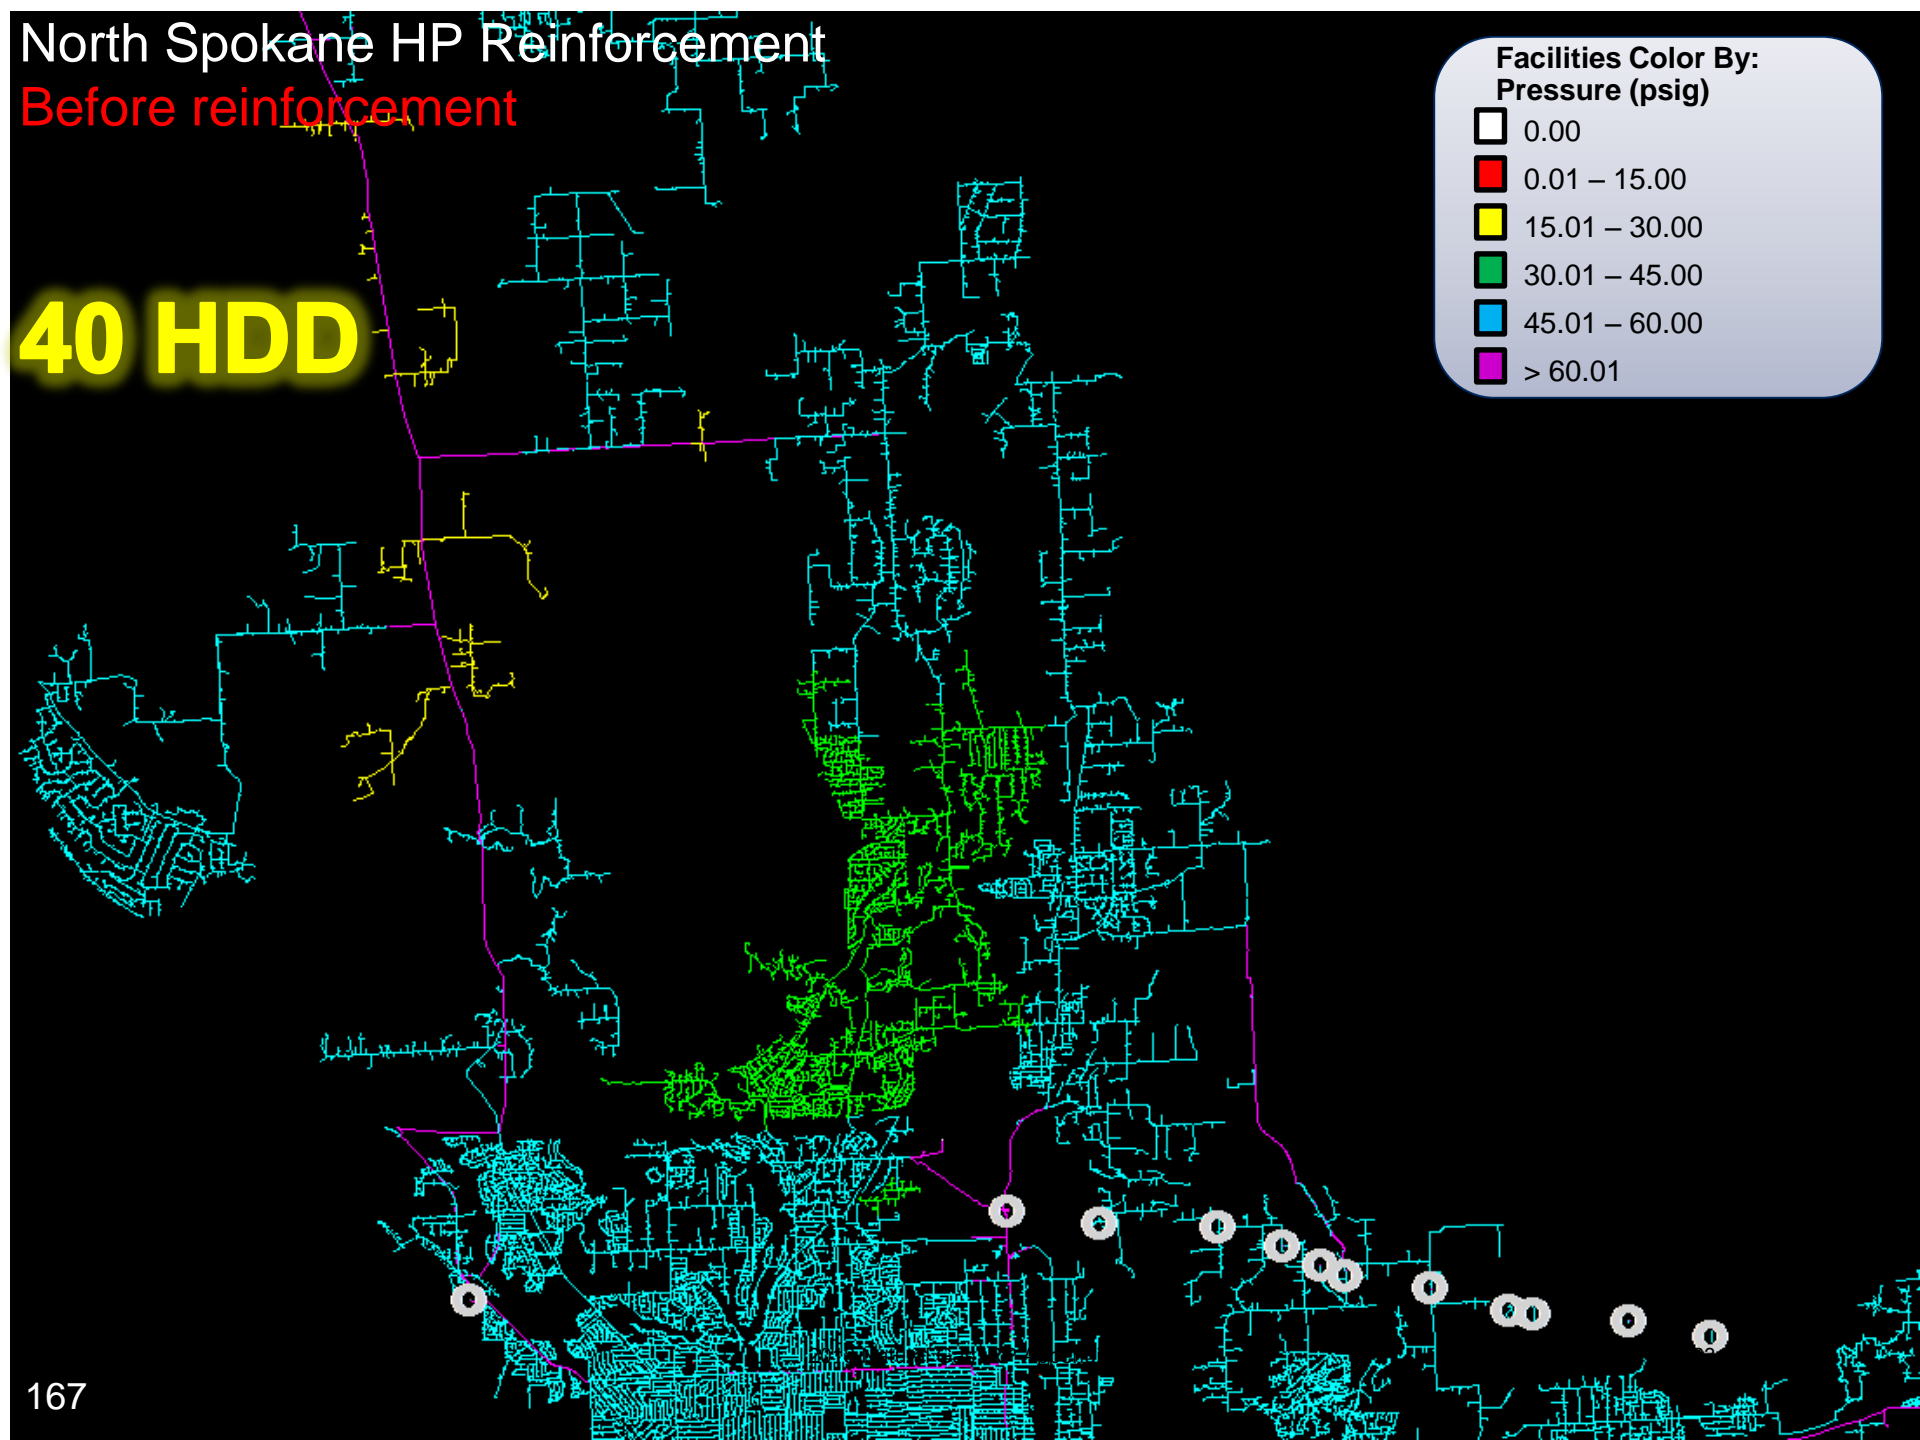 North Spokane HP Reinforcement
Before reinforcement
Facilities Color By:
Pressure (psig)
0.00
0.01 – 15.00
15.01 – 30.00
30.01 – 45.00
45.01 – 60.00
> 60.01
40 HDD
167